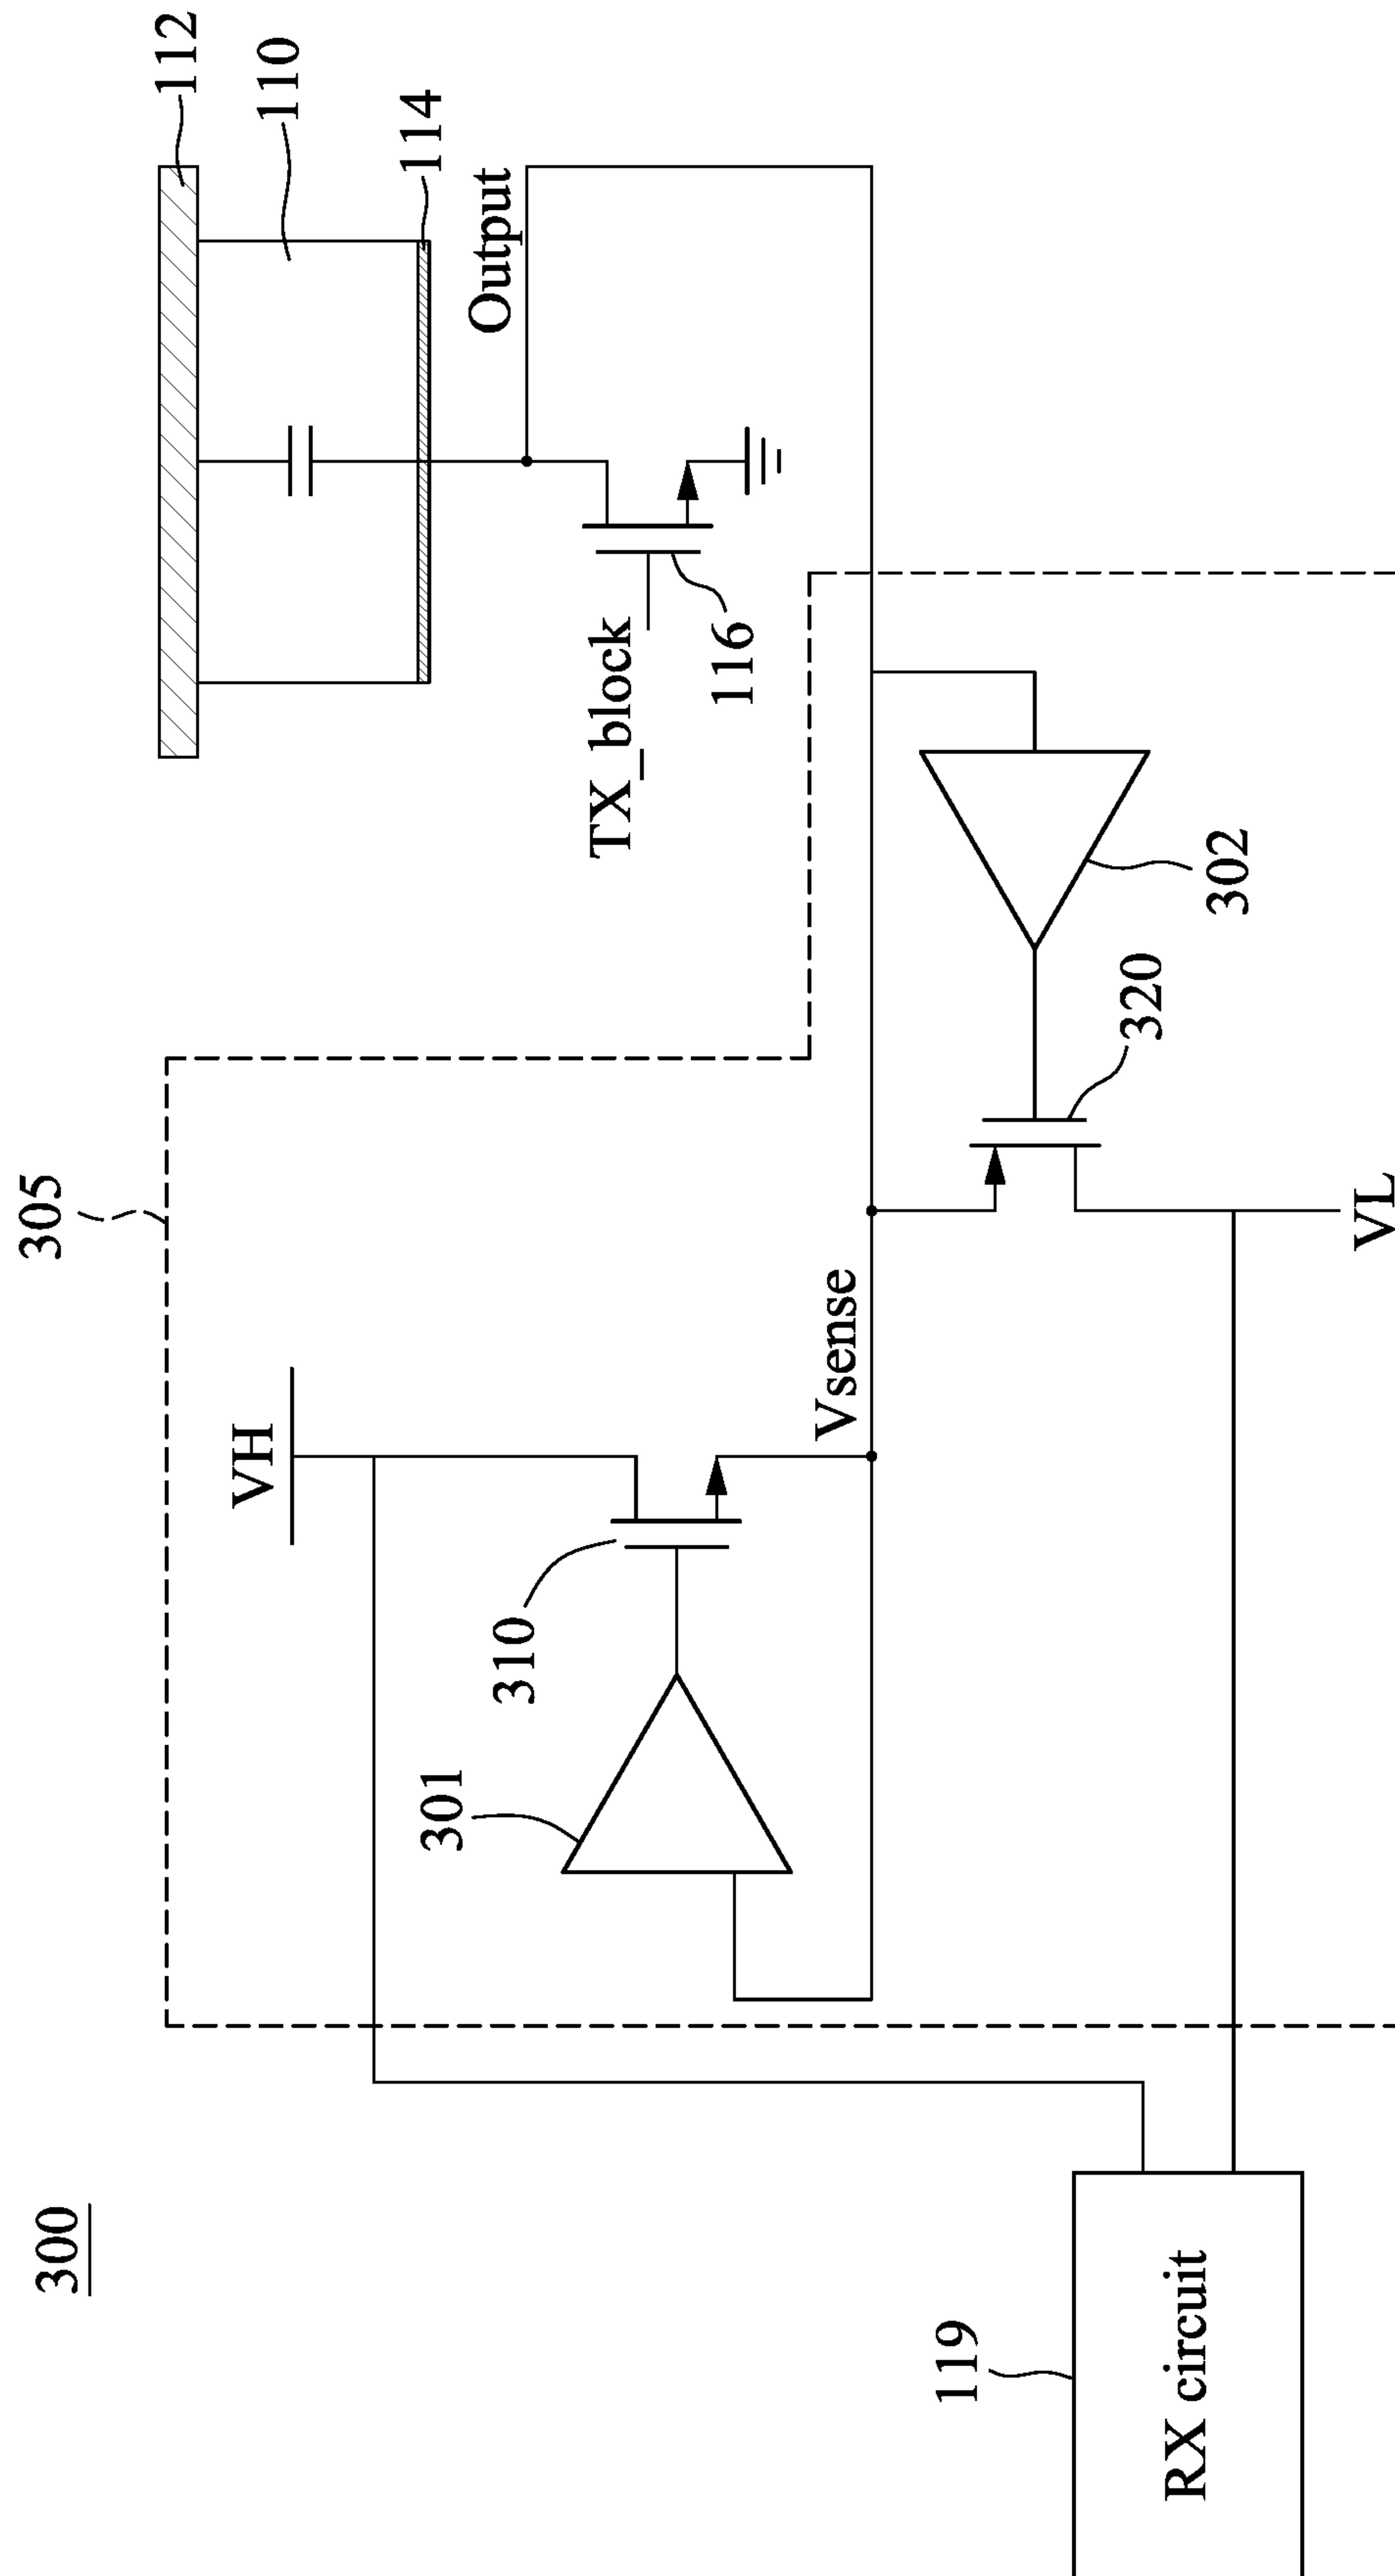 300
305
112
110
114
VH
Output
301
310
TX_block
116
Vsense
119
320
302
RX circuit
VL